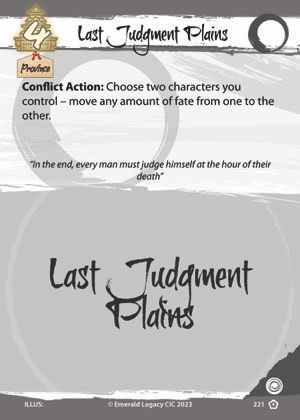 4
Last Judgment Plains
Province
Conflict Action: Choose two characters you
control – move any amount of fate from one to the
other.
"In the end, every man must judge himself at the hour of their
death"
Last Judgment
Plains
ILLUS:
© Emerald Legacy CIC 2023
221